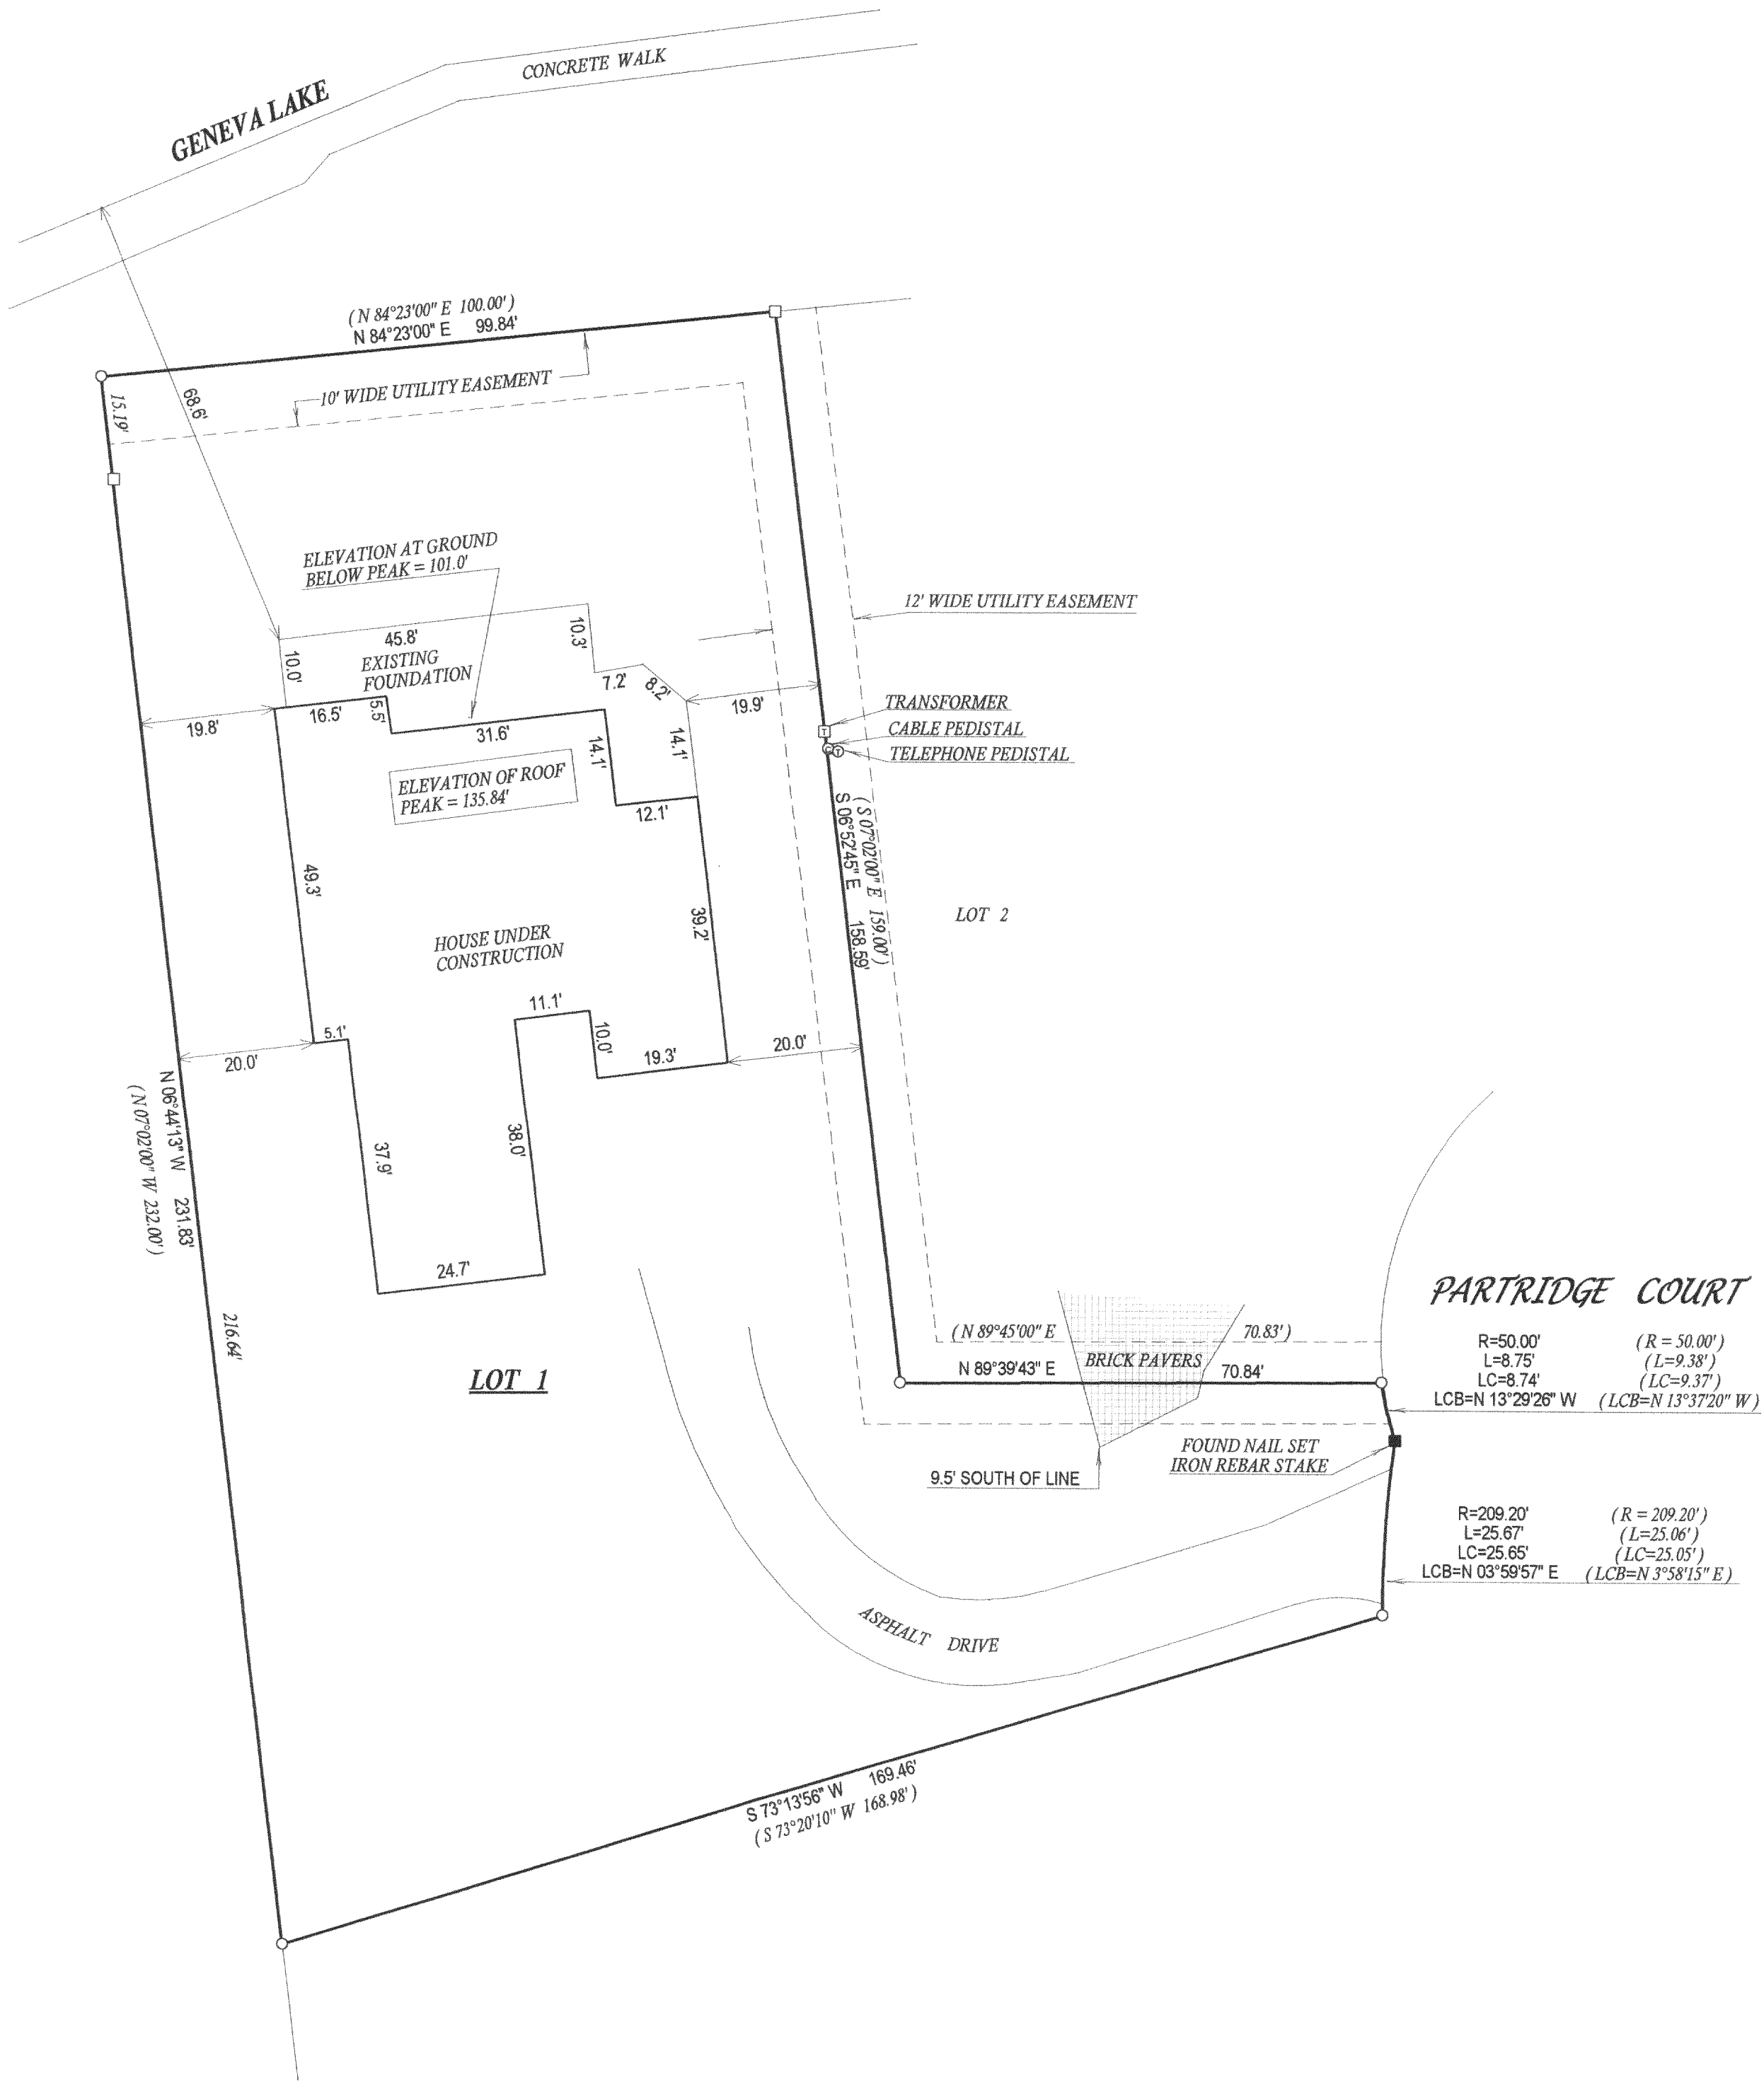 CONCRETE WALK
GENEVA LAKE
( N 84°23'00" E 100.00' )
N 84°23'00" E 99.84'
15.19'
68.6'
10' WIDE UTILITY EASEMENT
ELEVATION AT GROUND
BELOW PEAK = 101.0'
12' WIDE UTILITY EASEMENT
45.8'
10.3'
10.0'
EXISTING
FOUNDATION
7.2'
8.2'
19.9'
19.8'
16.5'
5.5'
31.6'
14.1'
14.1'
TRANSFORMER
CABLE PEDISTAL
TELEPHONE PEDISTAL
T
C
T
ELEVATION OF ROOF
PEAK = 135.84'
12.1'
( S 07°02'00" E 159.00' )
S 06°52'45" E 158.59'
49.3'
39.2'
LOT 2
HOUSE UNDER
CONSTRUCTION
11.1'
10.0'
5.1'
19.3'
20.0'
20.0'
N 06°44'13" W 231.83'
( N 07°02'00" W 232.00' )
37.9'
38.0'
24.7'
216.64'
LOT 1
PARTRIDGE COURT
( N 89°45'00" E 70.83' )
BRICK PAVERS
N 89°39'43" E 70.84'
R=50.00' ( R = 50.00' )
L=8.75' ( L=9.38' )
LC=8.74' ( LC=9.37' )
LCB=N 13°29'26" W ( LCB=N 13°37'20" W )
FOUND NAIL SET
IRON REBAR STAKE
9.5' SOUTH OF LINE
R=209.20' ( R = 209.20' )
L=25.67' ( L=25.06' )
LC=25.65' ( LC=25.05' )
LCB=N 03°59'57" E ( LCB=N 3°58'15" E )
ASPHALT DRIVE
S 73°13'56" W 169.46'
( S 73°20'10" W 168.98' )